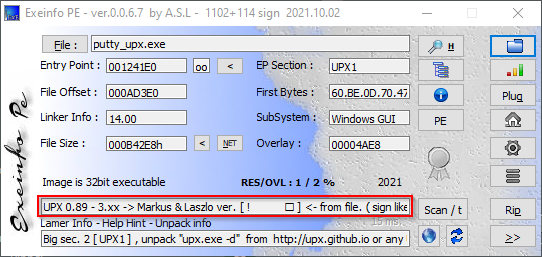 Exeinfo PE - ver.0.0.6.7 by A.S.L - 1102+114 sign 2021.10.02
File : putty_upx.exe H
Entry Point : 001241E0 oo < EP Section : UPX1
File Offset : 000AD3E0 First Bytes : 60.BE.0D.70.47 Plug
Linker Info : 14.00 SubSystem : Windows GUI PE
File Size : 000B42E8h < NET Overlay : 00004AE8
Image is 32bit executable RES/OVL : 1 / 2 % 2021
Exeinfo Pe
UPX 0.89 - 3.xx -> Markus & Laszlo ver. [ ! □ ] <- from file. ( sign like Scan / t Rip
Lamer Info - Help Hint - Unpack info
Big sec. 2 [ UPX1 ] , unpack "upx.exe -d" from http://upx.github.io or any >>